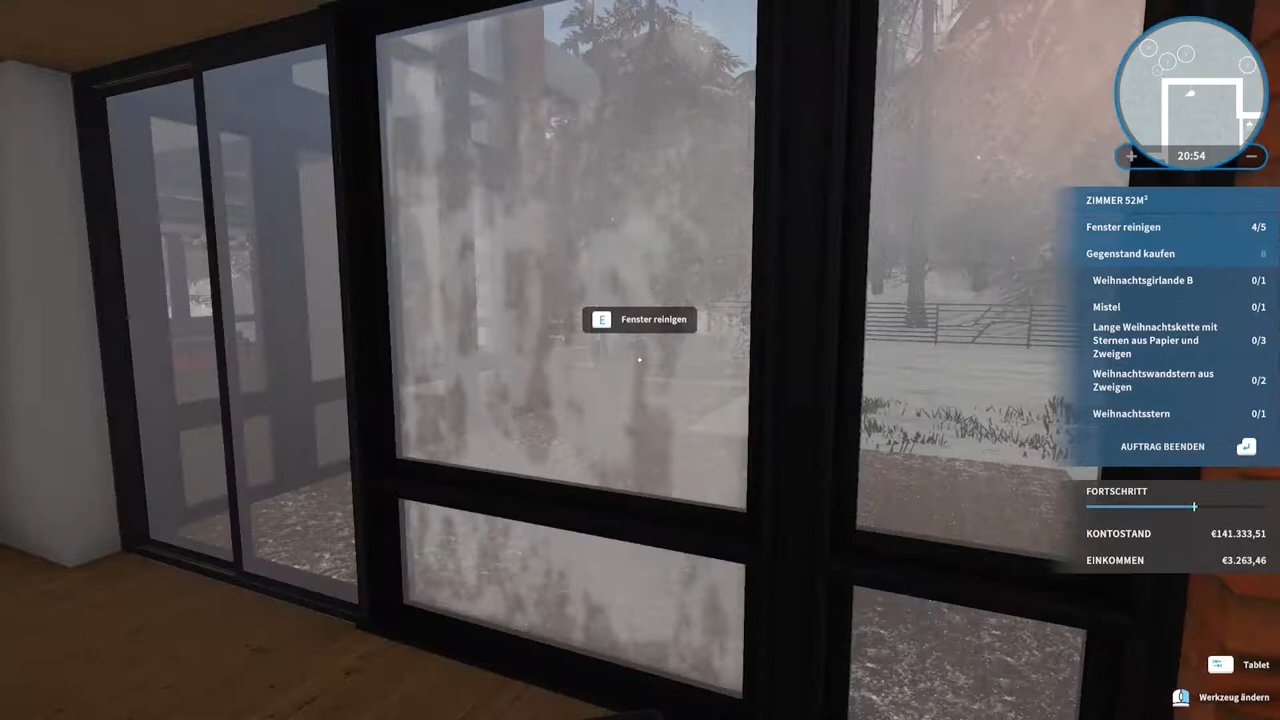 20:54
ZIMMER 52M²
Fenster reinigen 4/5
Gegenstand kaufen 8
Weihnachtsgirlande B 0/1
Mistel 0/1
Lange Weihnachtskette mit
Sternen aus Papier und 0/3
Zweigen
Weihnachtswandstern aus 0/2
Zweigen
Weihnachtsstern 0/1
AUFTRAG BEENDEN
E Fenster reinigen
FORTSCHRITT
KONTOSTAND €141.333,51
EINKOMMEN €3.263,46
Tablet
Werkzeug ändern